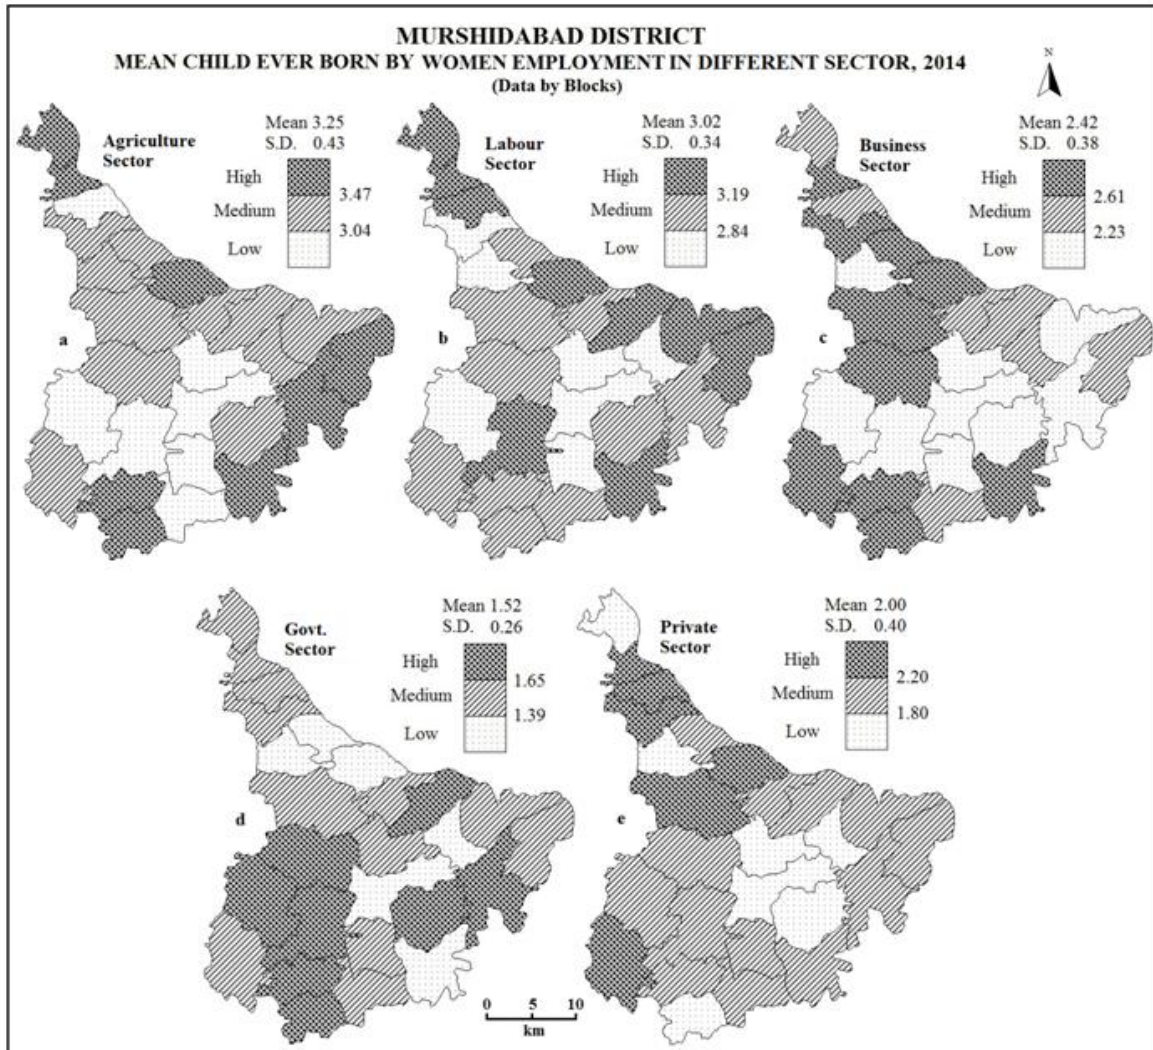 MURSHIDABAD DISTRICT
MEAN CHILD EVER BORN BY WOMEN EMPLOYMENT IN DIFFERENT SECTOR, 2014
(Data by Blocks)
N
Agriculture
Sector
Mean 3.25
S.D. 0.43
High
3.47
Medium
3.04
Low
a
Labour
Sector
Mean 3.02
S.D. 0.34
High
3.19
Medium
2.84
Low
b
Business
Sector
Mean 2.42
S.D. 0.38
High
2.61
Medium
2.23
Low
c
Govt.
Sector
Mean 1.52
S.D. 0.26
High
1.65
Medium
1.39
Low
d
Private
Sector
Mean 2.00
S.D. 0.40
High
2.20
Medium
1.80
Low
e
0 5 10
km